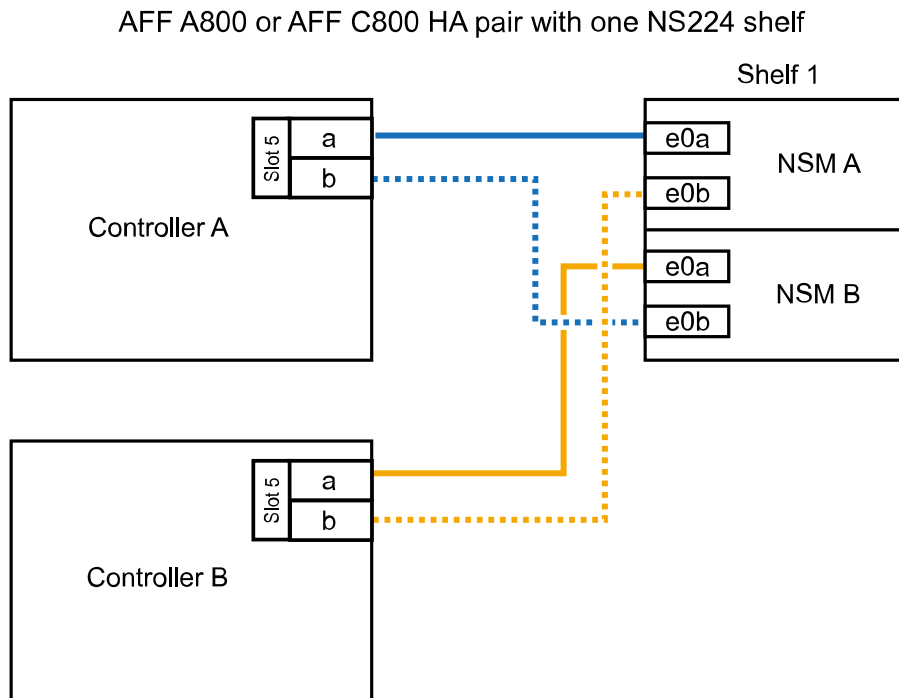 AFF A800 or AFF C800 HA pair with one NS224 shelf
Shelf 1
Slot 5
a
b
Controller A
e0a
e0b
NSM A
e0a
e0b
NSM B
Slot 5
a
b
Controller B